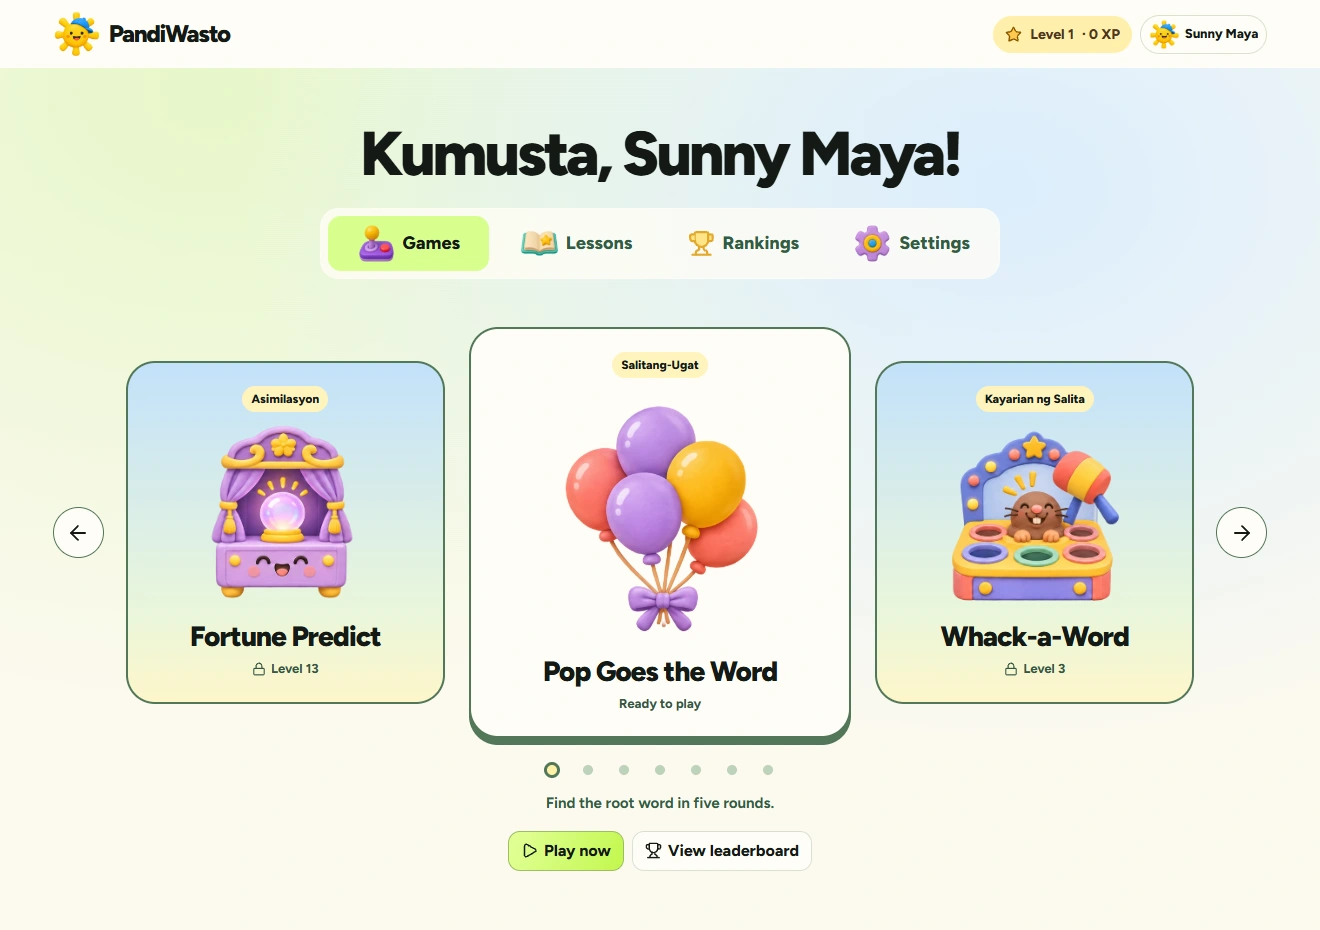 PandiWasto
Level 1 · 0 XP
Sunny Maya
Kumusta, Sunny Maya!
Games
Lessons
Rankings
Settings
Asimilasyon
Fortune Predict
Level 13
Salitang-Ugat
Pop Goes the Word
Ready to play
Kayarian ng Salita
Whack-a-Word
Level 3
Find the root word in five rounds.
Play now
View leaderboard